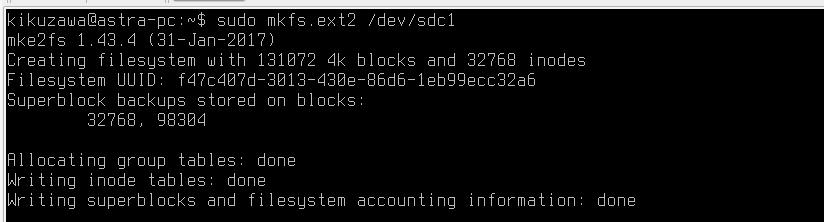 kikuzawa@astra-pc:~$ sudo mkfs.ext2 /dev/sdc1
mke2fs 1.43.4 (31-Jan-2017)
Creating filesystem with 131072 4k blocks and 32768 inodes
Filesystem UUID: f47c407d-3013-430e-86d6-1eb99ecc32a6
Superblock backups stored on blocks:
        32768, 98304

Allocating group tables: done
Writing inode tables: done
Writing superblocks and filesystem accounting information: done